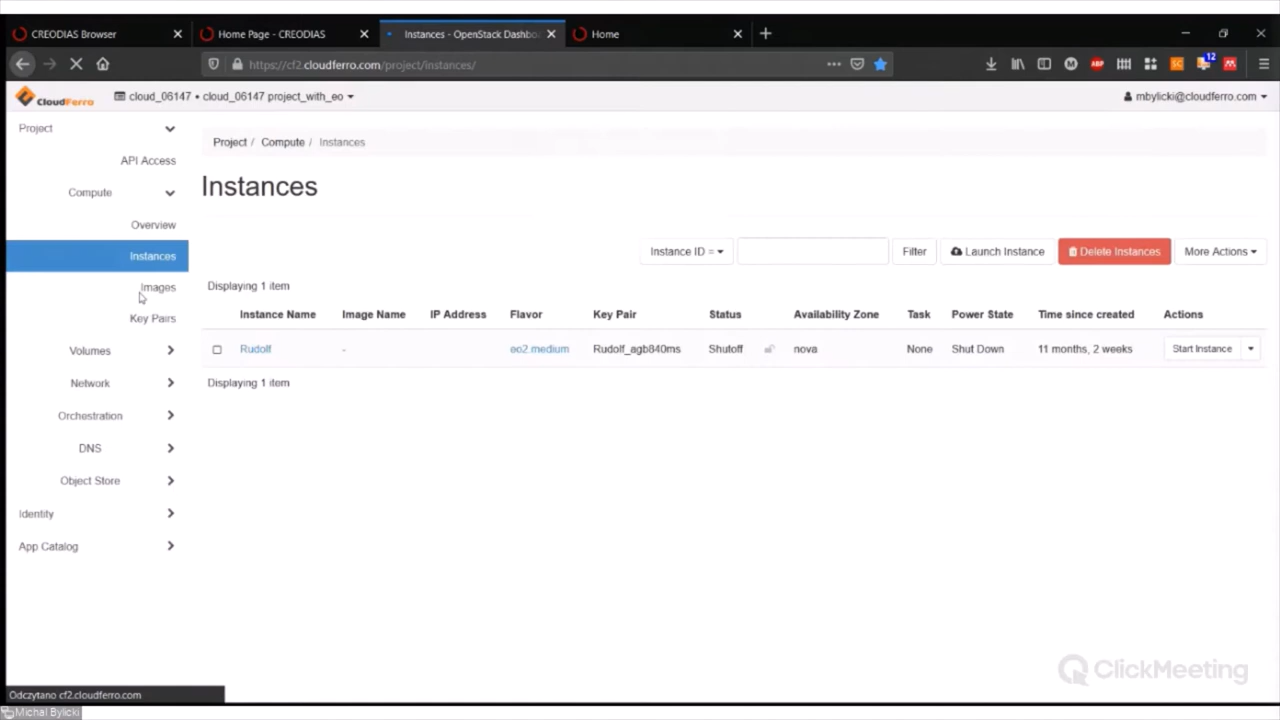 CREODIAS Browser
Home Page - CREODIAS
Instances - OpenStack Dashbo
Home
https://cf2.cloudferro.com/project/instances/
12
ABP
SC
CloudFerro
cloud_06147 • cloud_06147 project_with_eo
mbylicki@cloudferro.com
Project
API Access
Compute
Overview
Instances
Images
Key Pairs
Volumes
Network
Orchestration
DNS
Object Store
Identity
App Catalog
Project / Compute / Instances
Instances
Instance ID = Filter Launch Instance Delete Instances More Actions
Displaying 1 item
Instance Name Image Name IP Address Flavor Key Pair Status Availability Zone Task Power State Time since created Actions
Rudolf - eo2.medium Rudolf_agb840ms Shutoff nova None Shut Down 11 months, 2 weeks Start Instance
Displaying 1 item
ClickMeeting
Odczytano cf2.cloudferro.com
Michal Bylicki